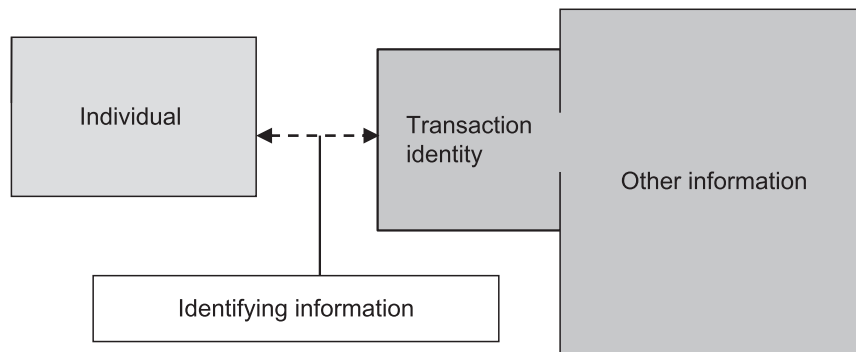 Individual
Transaction
identity
Other information
Identifying information